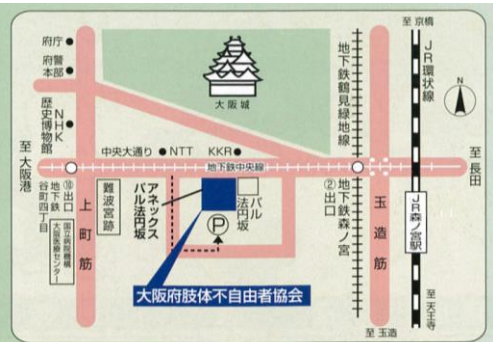 至 京橋
府庁
府警
本部
NHK
歴史博物館
大阪城
地下鉄鶴見緑地線
JR環状線
N
至 大阪港
中央大通り
NTT
KKR
地下鉄中央線
至 長田
⑩出口
地下鉄
谷町四丁目
国立病院機構
大阪医療センター
上町筋
難波宮跡
アネックス
パル法円坂
パル
法円坂
P
②出口
地下鉄森ノ宮
玉造筋
JR森ノ宮駅
大阪府肢体不自由者協会
至 天王寺
至 玉造